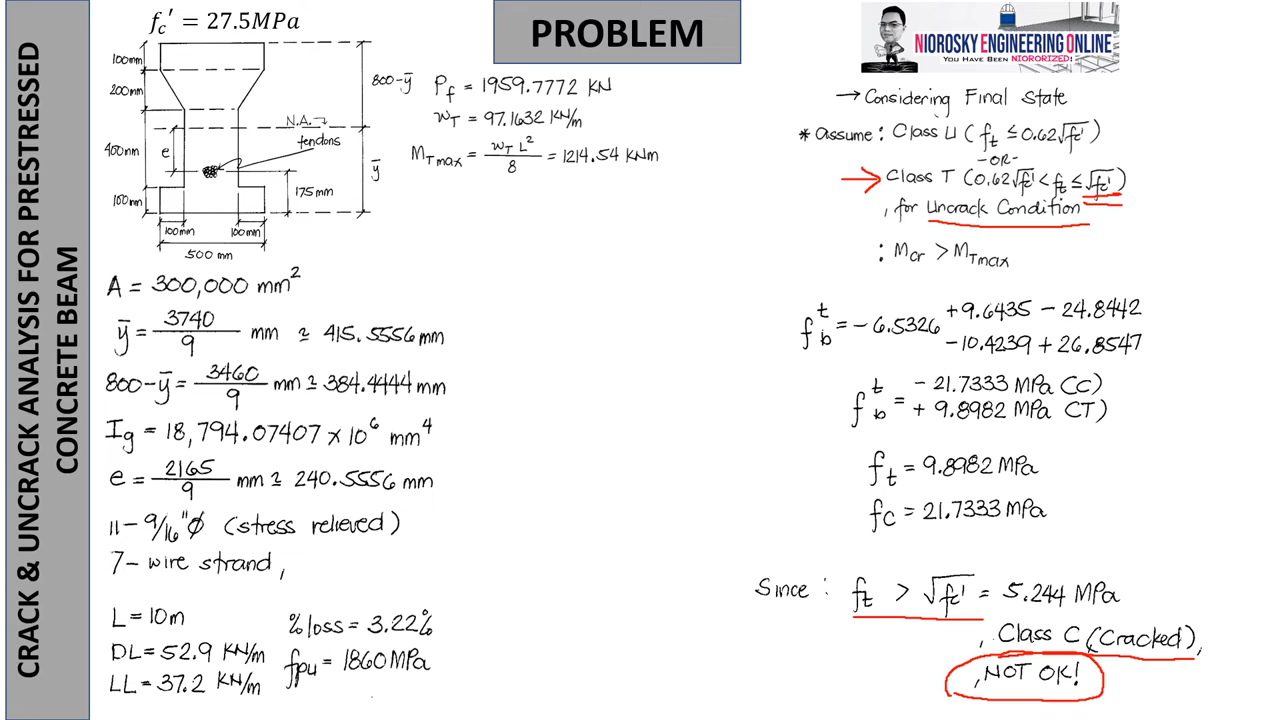 CRACK & UNCRACK ANALYSIS FOR PRESTRESSED
CONCRETE BEAM
fc' = 27.5MPa
PROBLEM
NIOROSKY ENGINEERING ONLINE
YOU HAVE BEEN NIORORIZED!
100mm
200mm
400mm
100mm
e
N.A.
tendons
175mm
100mm
100mm
500 mm
800-ȳ
ȳ
Pf = 1959.7772 KN
wT = 97.1632 KN/m
MTmax = wT L² / 8 = 1214.54 KNm
A = 300,000 mm²
ȳ = 3740/9 mm ≃ 415.5556 mm
800-ȳ = 3460/9 mm ≃ 384.4444 mm
Ig = 18,794.07407 x 10⁶ mm⁴
e = 2165/9 mm ≃ 240.5556 mm
11 - 9/16"Ø (stress relieved)
7-wire strand,
L = 10m
DL = 52.9 KN/m
LL = 37.2 KN/m
%loss = 3.22%
fpu = 1860MPa
→ Considering Final State
* Assume: Class U (ft ≤ 0.62√fc')
-OR-
Class T (0.62√fc' < ft ≤ √fc')
, for Uncrack Condition
: Mcr > MTmax
f t b = -6.5326 +9.6435 - 24.8442
-10.4239 + 26.8547
f t b = - 21.7333 MPa (C)
+ 9.8982 MPa (T)
ft = 9.8982 MPa
fc = 21.7333 MPa
Since : ft > √fc' = 5.244 MPa
, Class C (Cracked),
, NOT OK!